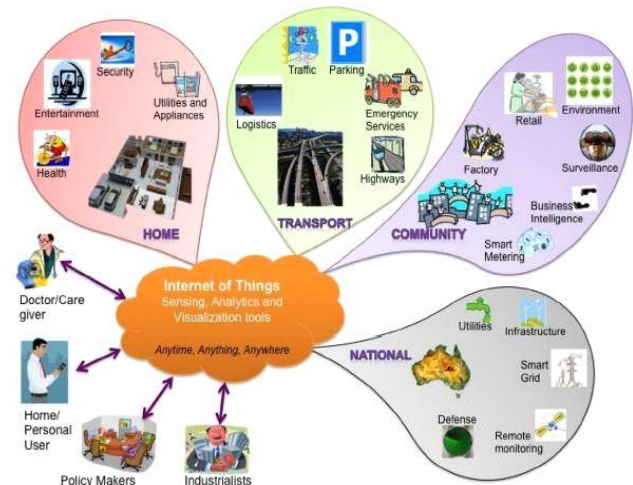 Security
Entertainment
Utilities and
Appliances
Health
HOME
Traffic
P
Parking
Logistics
Emergency
Services
Highways
TRANSPORT
Retail
Environment
Factory
Surveillance
Business
Intelligence
COMMUNITY
Smart
Metering
Internet of Things
Sensing, Analytics and
Visualization tools
Anytime, Anything, Anywhere
NATIONAL
Utilities
Infrastructure
Smart
Grid
Defense
Remote
monitoring
Doctor/Care
giver
Home/
Personal
User
Policy Makers
Industrialists